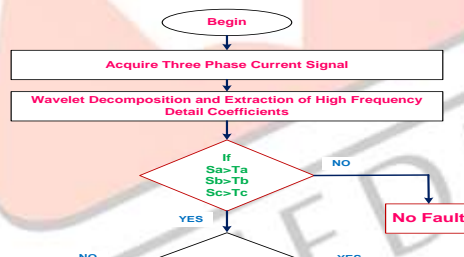 Begin
Acquire Three Phase Current Signal
Wavelet Decomposition and Extraction of High Frequency
Detail Coefficients
If
Sa>Ta
Sb>Tb
Sc>Tc
NO
YES
No Fault
NO
YES